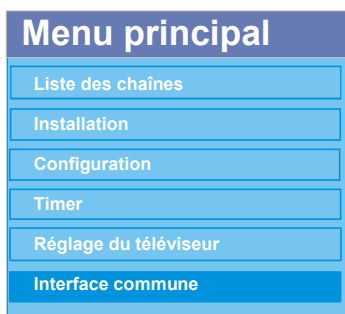 Menu principal
Liste des chaînes
Installation
Configuration
Timer
Réglage du téléviseur
Interface commune